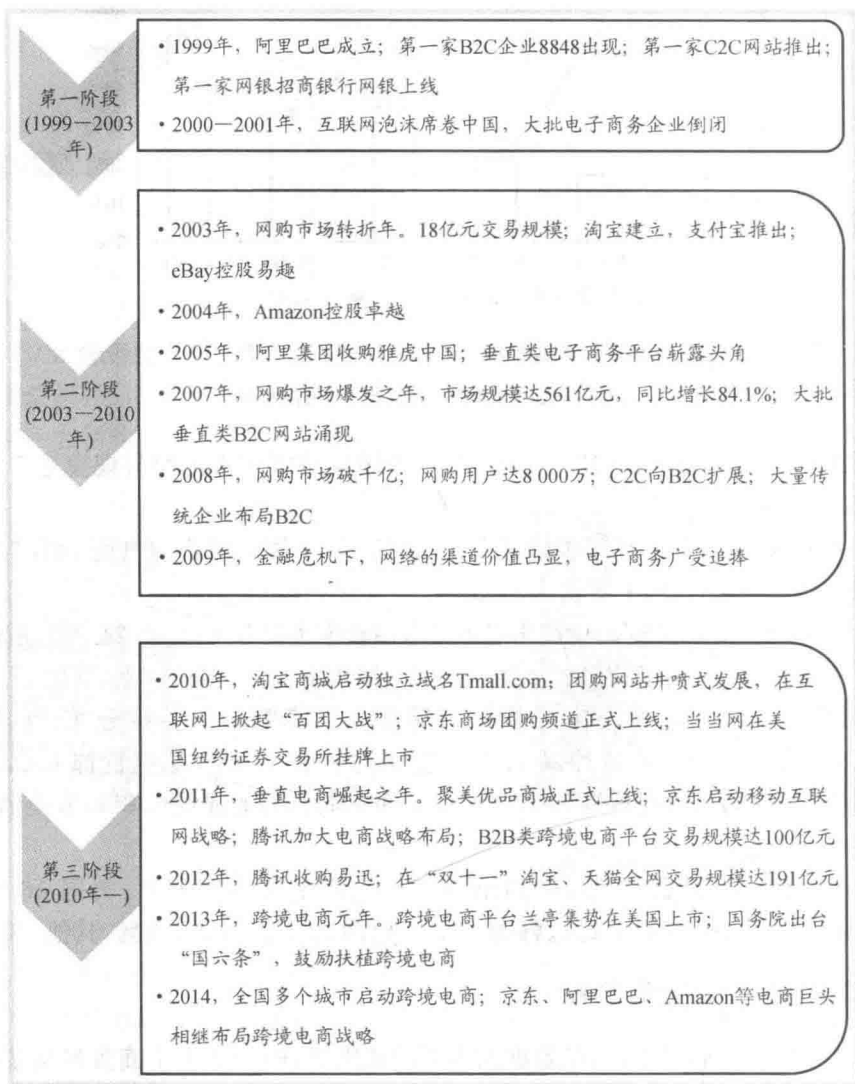 第一阶段
(1999—2003
年)
• 1999年，阿里巴巴成立；第一家B2C企业8848出现；第一家C2C网站推出；
第一家网银招商银行网银上线
• 2000—2001年，互联网泡沫席卷中国，大批电子商务企业倒闭
第二阶段
(2003—2010
年)
• 2003年，网购市场转折年。18亿元交易规模；淘宝建立，支付宝推出；
eBay控股易趣
• 2004年，Amazon控股卓越
• 2005年，阿里集团收购雅虎中国；垂直类电子商务平台崭露头角
• 2007年，网购市场爆发之年，市场规模达561亿元，同比增长84.1%；大批
垂直类B2C网站涌现
• 2008年，网购市场破千亿；网购用户达8 000万；C2C向B2C扩展；大量传
统企业布局B2C
• 2009年，金融危机下，网络的渠道价值凸显，电子商务广受追捧
第三阶段
(2010年—)
• 2010年，淘宝商城启动独立域名Tmall.com；团购网站井喷式发展，在互
联网上掀起“百团大战”；京东商场团购频道正式上线；当当网在美
国纽约证券交易所挂牌上市
• 2011年，垂直电商崛起之年。聚美优品商城正式上线；京东启动移动互联
网战略；腾讯加大电商战略布局；B2B类跨境电商平台交易规模达100亿元
• 2012年，腾讯收购易迅；在“双十一”淘宝、天猫全网交易规模达191亿元
• 2013年，跨境电商元年。跨境电商平台兰亭集势在美国上市；国务院出台
“国六条”，鼓励扶植跨境电商
• 2014，全国多个城市启动跨境电商；京东、阿里巴巴、Amazon等电商巨头
相继布局跨境电商战略